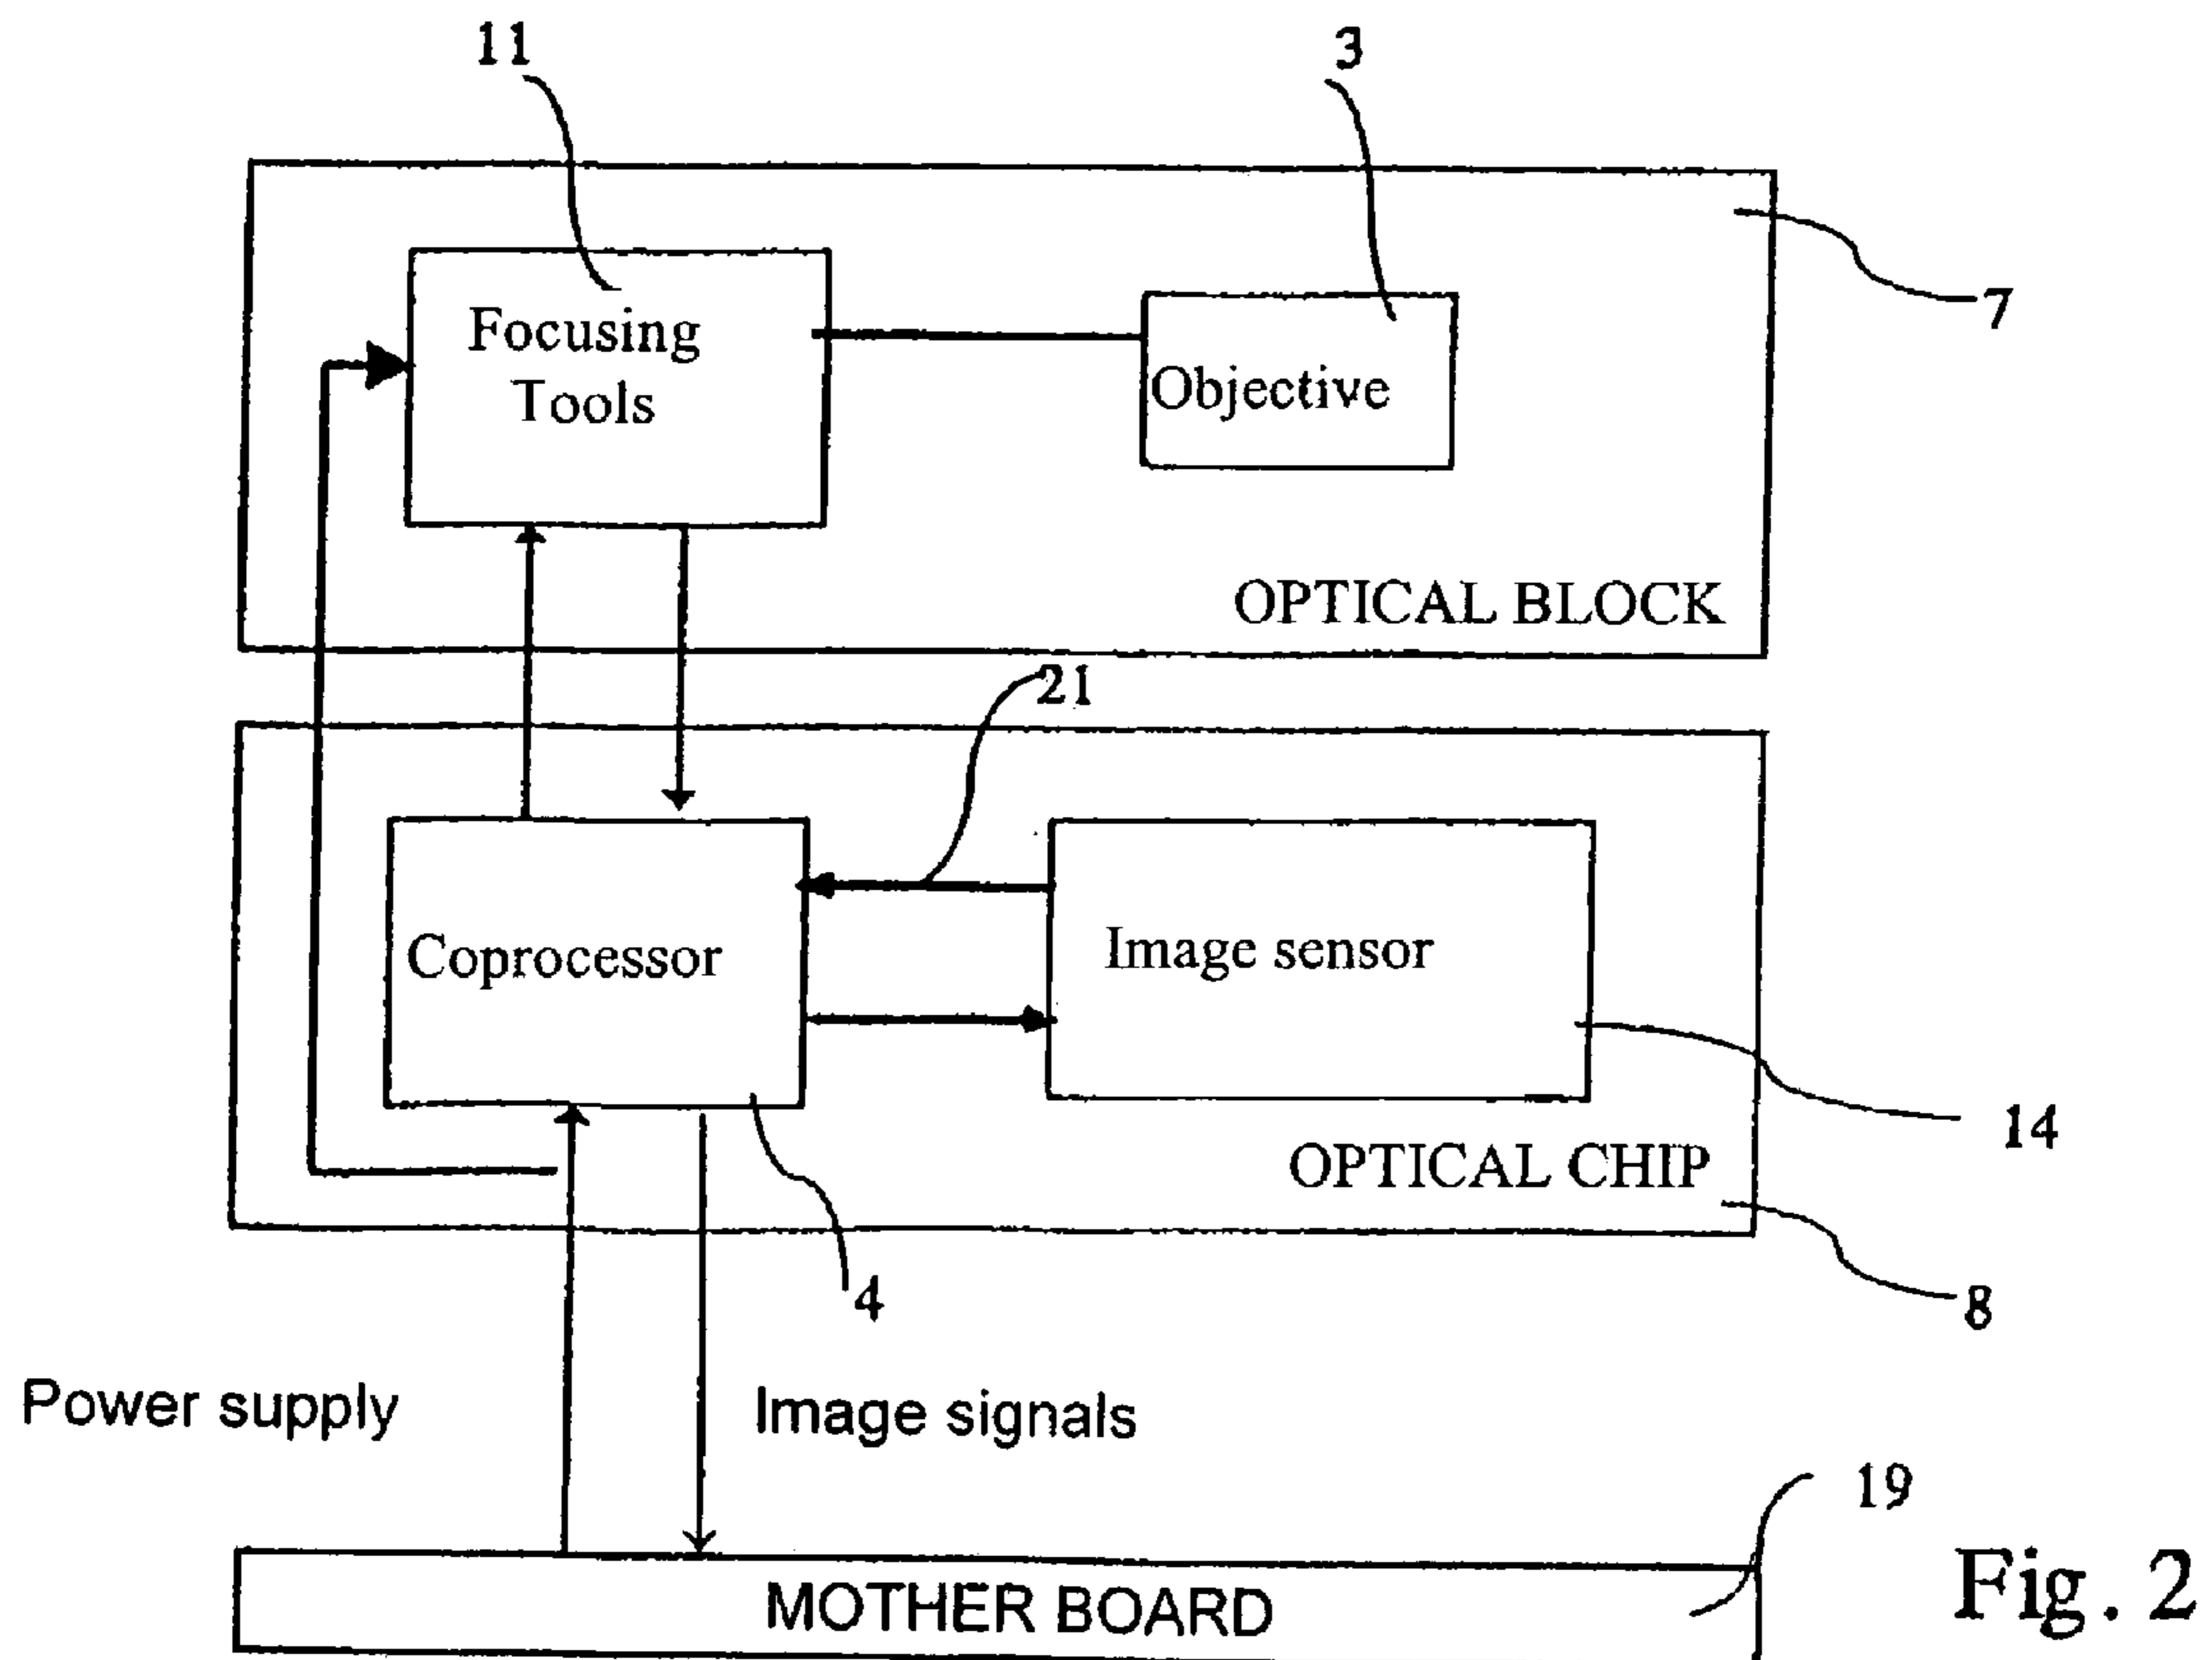 11
3
7
Focusing
Tools
Objective
OPTICAL BLOCK
21
Coprocessor
Image sensor
14
OPTICAL CHIP
8
4
Power supply
Image signals
19
MOTHER BOARD
Fig. 2